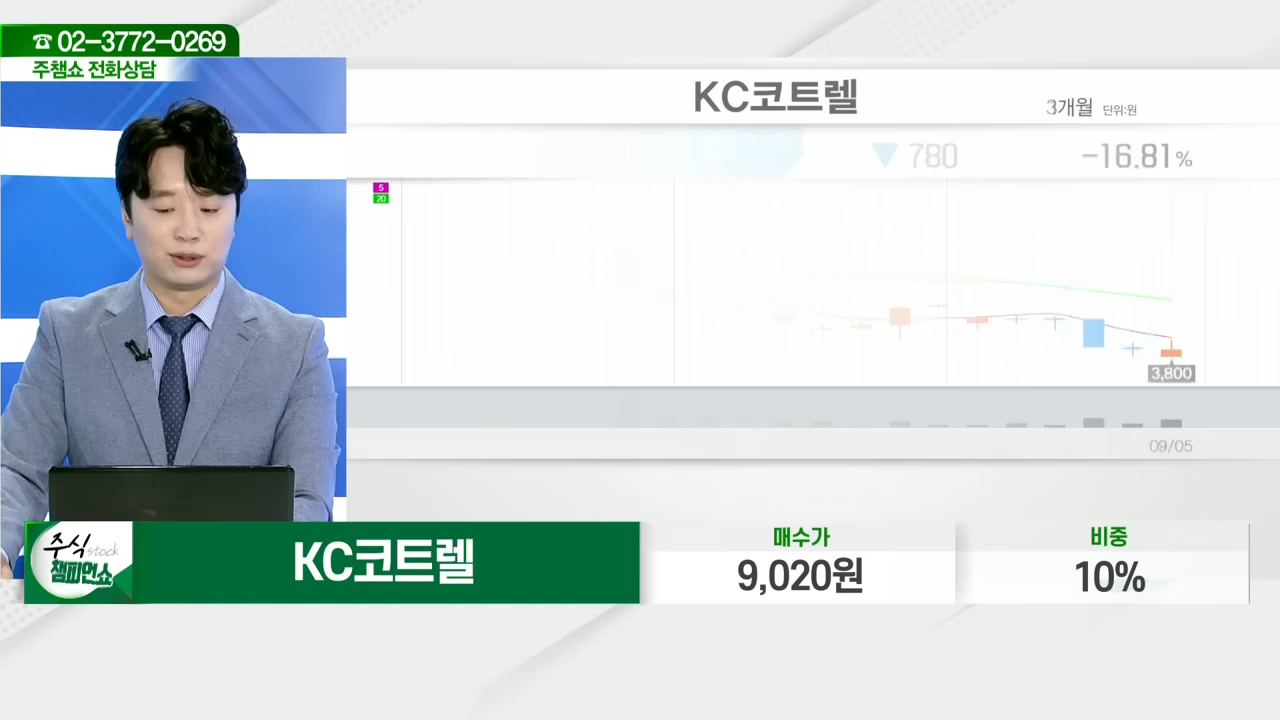 ☎ 02-3772-0269
주챔쇼 전화상담
KC코트렐
3개월 단위:원
▼ 780 -16.81%
5
20
3,800
09/05
주식 stock
챔피언쇼
KC코트렐
매수가
9,020원
비중
10%